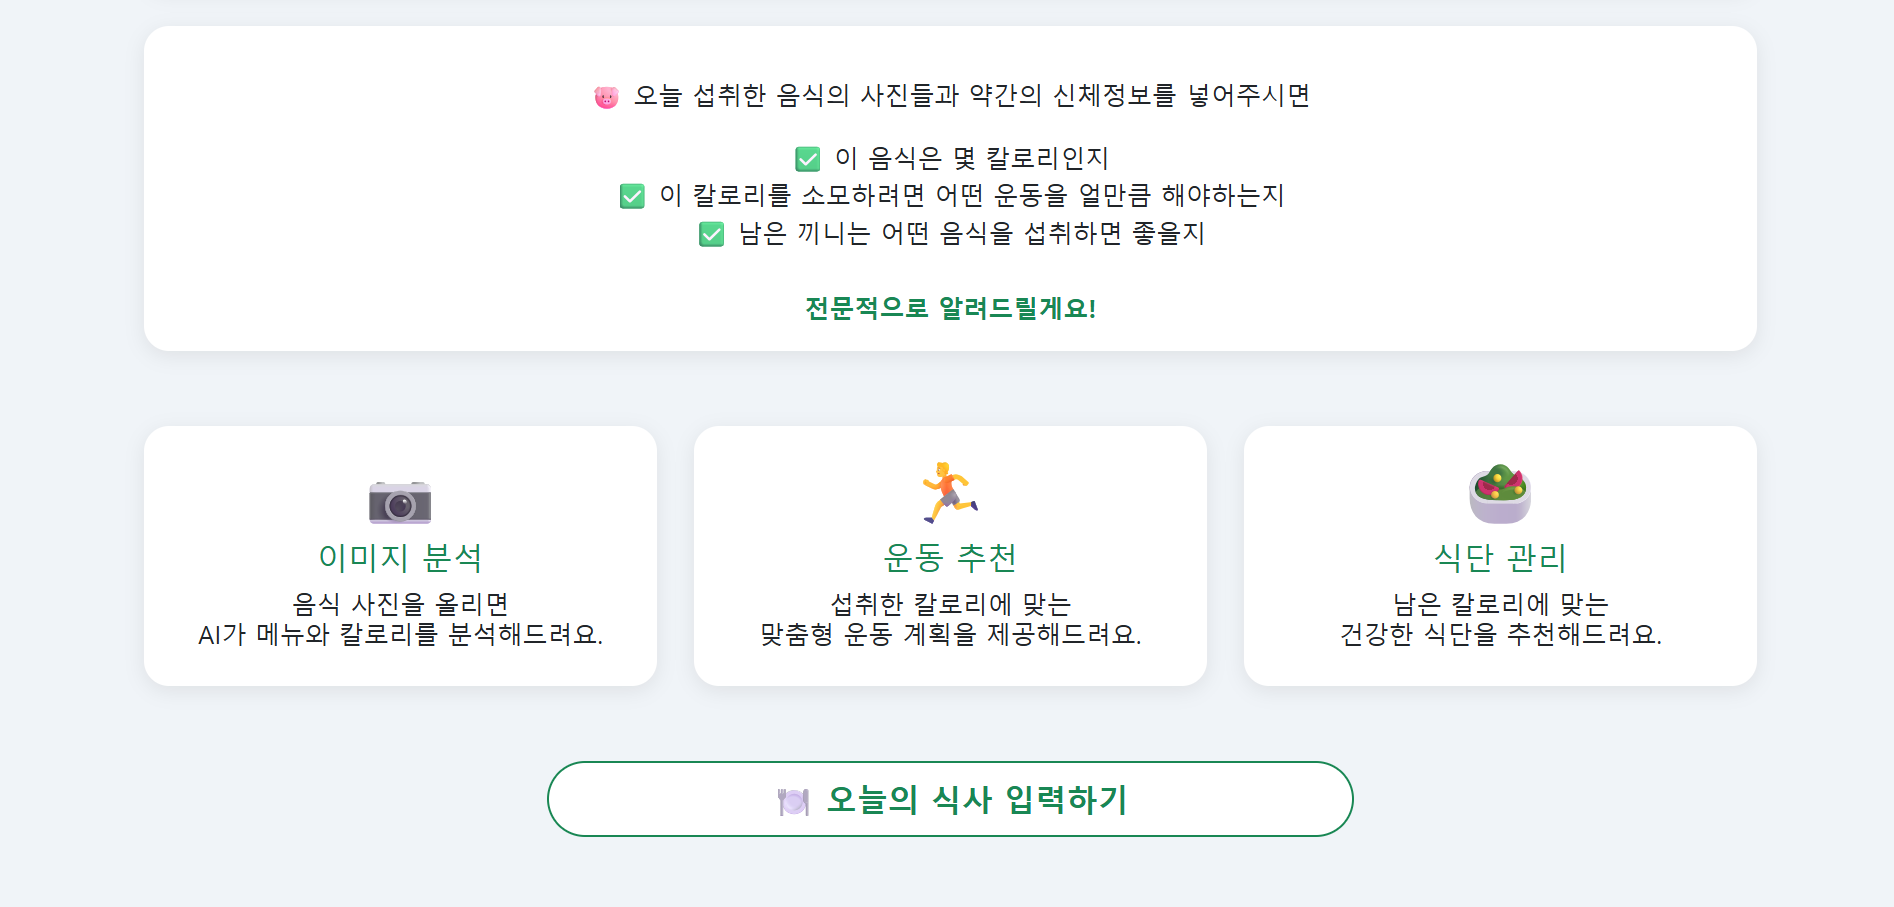 🐷 오늘 섭취한 음식의 사진들과 약간의 신체정보를 넣어주시면
✅ 이 음식은 몇 칼로리인지
✅ 이 칼로리를 소모하려면 어떤 운동을 얼만큼 해야하는지
✅ 남은 끼니는 어떤 음식을 섭취하면 좋을지
전문적으로 알려드릴게요!
이미지 분석
음식 사진을 올리면
AI가 메뉴와 칼로리를 분석해드려요.
운동 추천
섭취한 칼로리에 맞는
맞춤형 운동 계획을 제공해드려요.
식단 관리
남은 칼로리에 맞는
건강한 식단을 추천해드려요.
🍽️ 오늘의 식사 입력하기